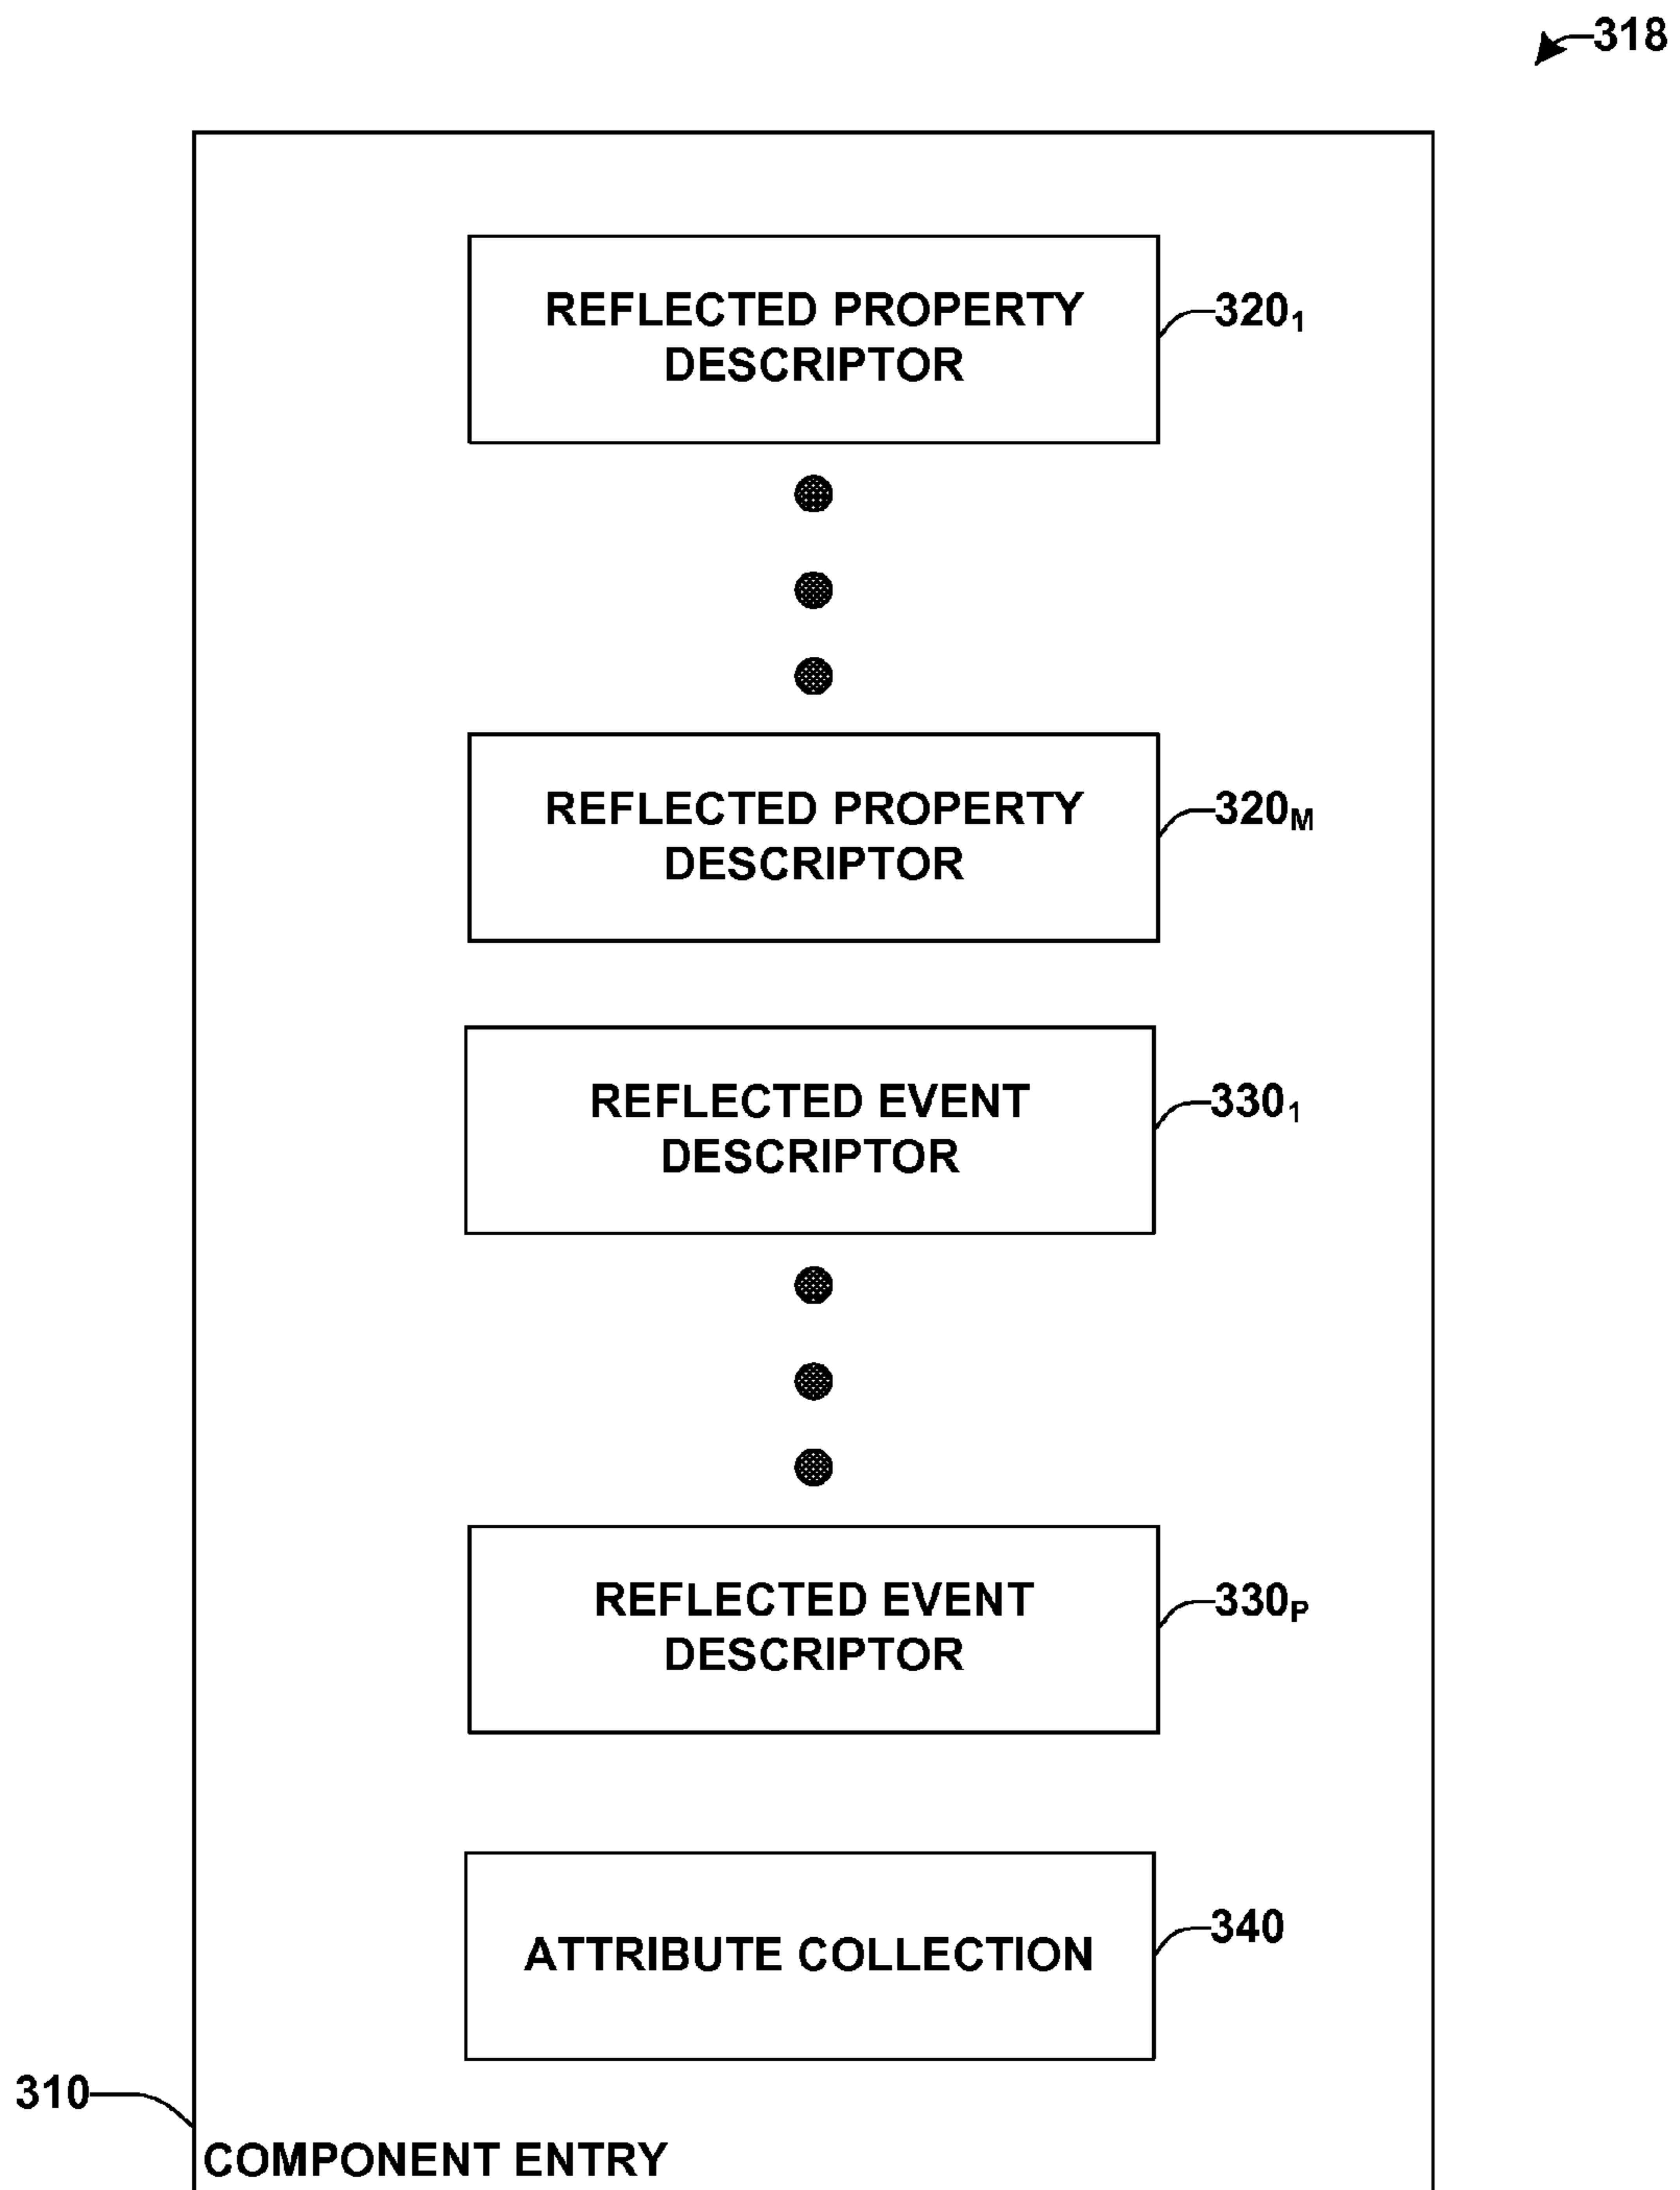 318
REFLECTED PROPERTY
DESCRIPTOR
320₁
REFLECTED PROPERTY
DESCRIPTOR
320M
REFLECTED EVENT
DESCRIPTOR
330₁
REFLECTED EVENT
DESCRIPTOR
330P
ATTRIBUTE COLLECTION
340
310
COMPONENT ENTRY